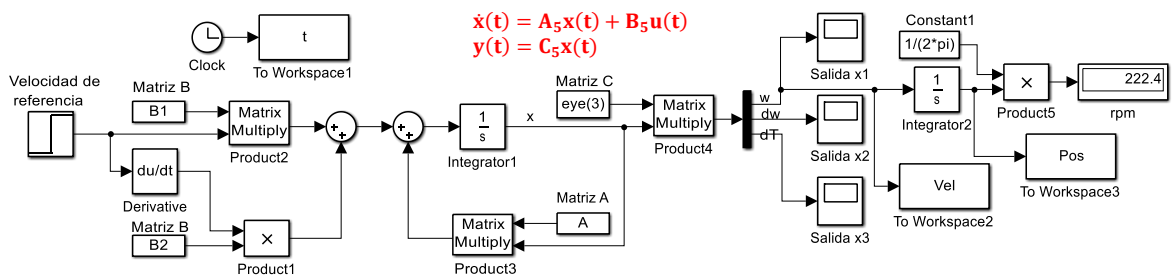 ẋ(t) = A₅x(t) + B₅u(t)
y(t) = C₅x(t)
t
Clock
To Workspace1
Velocidad de
referencia
Matriz B
B1
Matrix
Multiply
Product2
du/dt
Derivative
Matriz B
B2
×
Product1
+
+
+
+
1
s
Integrator1
x
Matriz C
eye(3)
Matrix
Multiply
Product4
Matriz A
A
Matrix
Multiply
Product3
w
dw
dT
Salida x1
Salida x2
Salida x3
Constant1
1/(2*pi)
1
s
Integrator2
×
Product5
222.4
rpm
Vel
To Workspace2
Pos
To Workspace3